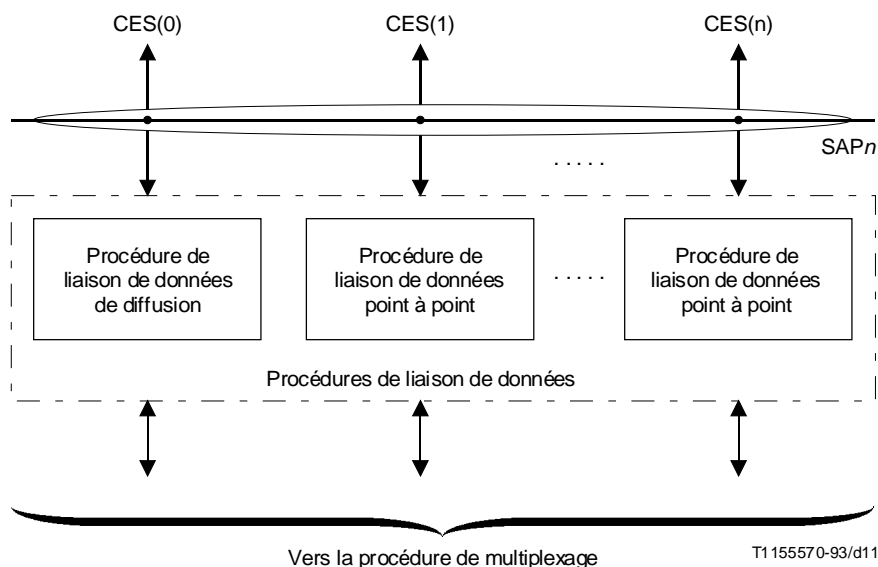 CES(0) CES(1) CES(n)
SAPn
. . . . .
Procédure de
liaison de données
de diffusion
Procédure de
liaison de données
point à point
. . . . .
Procédure de
liaison de données
point à point
Procédures de liaison de données
Vers la procédure de multiplexage
T1155570-93/d11